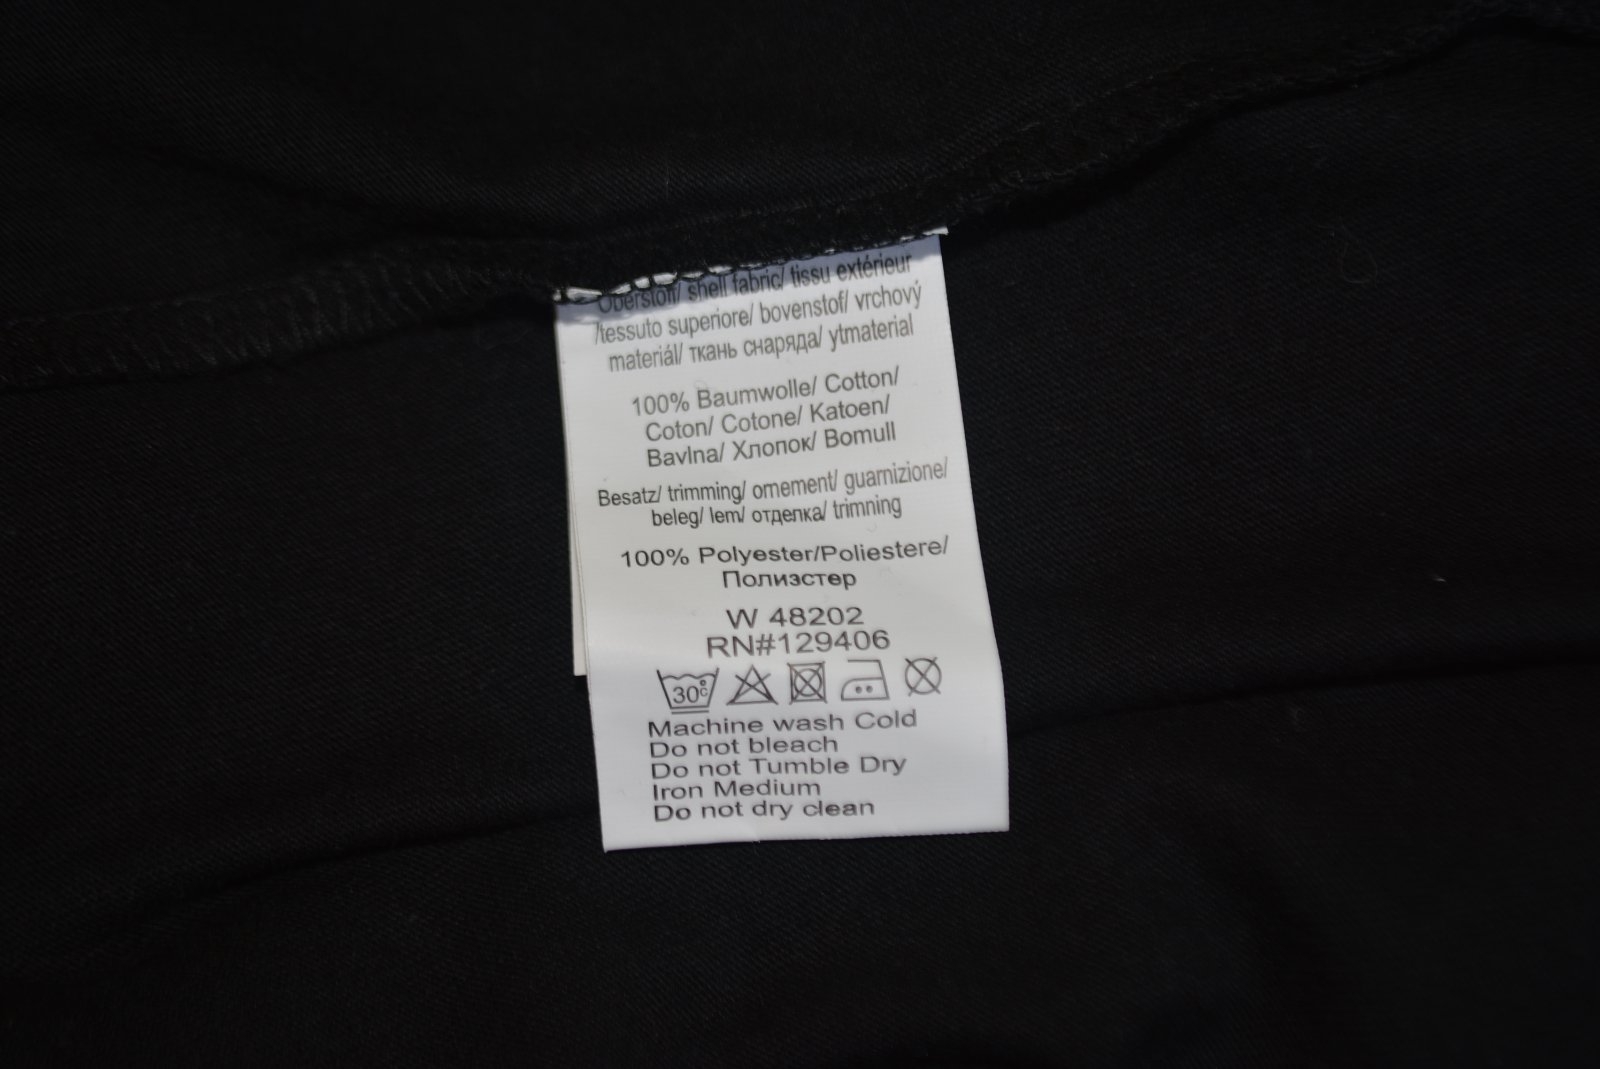 Oberstoff/ shell fabric/ tissu extérieur
/tessuto superiore/ bovenstof/ vrchový
materiál/ ткань снаряда/ ytmaterial
100% Baumwolle/ Cotton/
Coton/ Cotone/ Katoen/
Bavlna/ Хлопок/ Bomull
Besatz/ trimming/ ornement/ guarnizione/
beleg/ lem/ отделка/ trimning
100% Polyester/Poliestere/
Полиэстер
W 48202
RN#129406
30°C
Machine wash Cold
Do not bleach
Do not Tumble Dry
Iron Medium
Do not dry clean